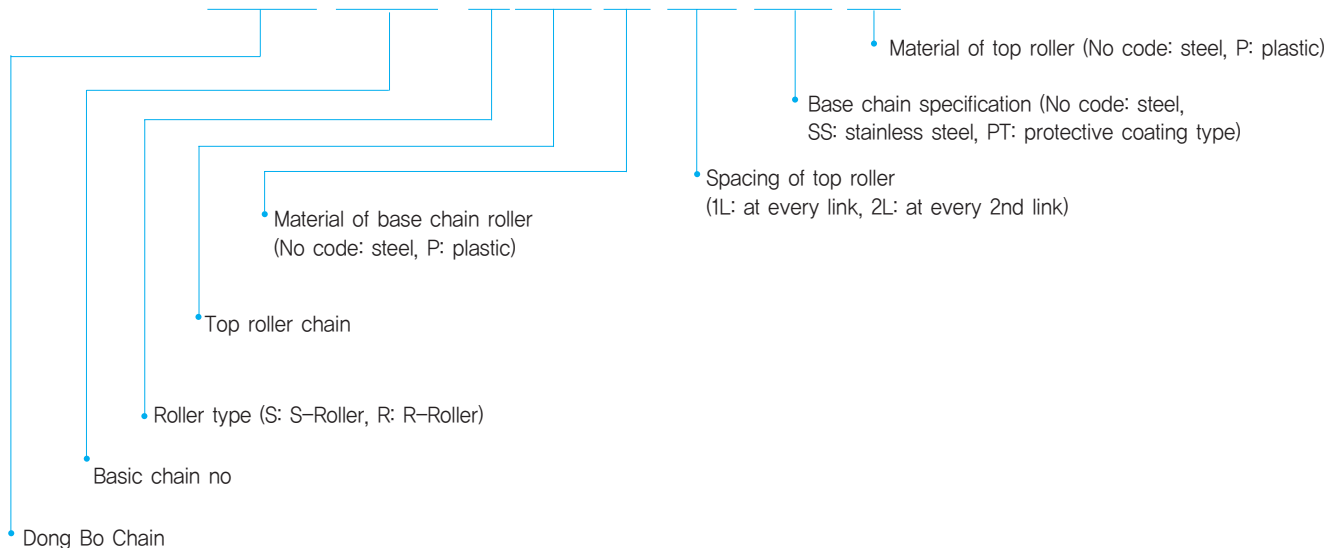 Material of top roller (No code: steel, P: plastic)
Base chain specification (No code: steel,
SS: stainless steel, PT: protective coating type)
Spacing of top roller
(1L: at every link, 2L: at every 2nd link)
Material of base chain roller
(No code: steel, P: plastic)
Top roller chain
Roller type (S: S-Roller, R: R-Roller)
Basic chain no
Dong Bo Chain